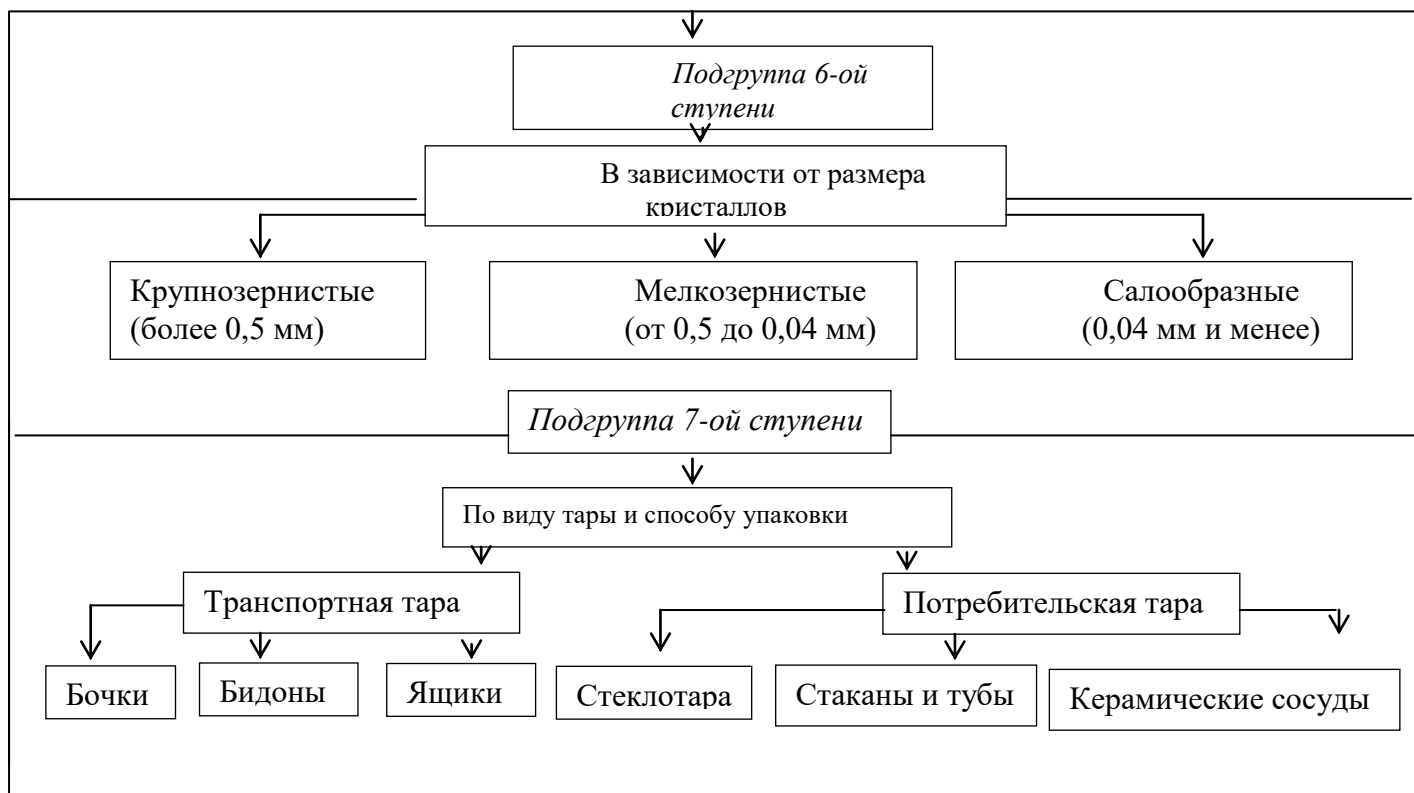 Подгруппа 6-ой
ступени
В зависимости от размера
кристаллов
Крупнозернистые
(более 0,5 мм)
Мелкозернистые
(от 0,5 до 0,04 мм)
Салообразные
(0,04 мм и менее)
Подгруппа 7-ой ступени
По виду тары и способу упаковки
Транспортная тара
Потребительская тара
Бочки
Бидоны
Ящики
Стеклотара
Стаканы и тубы
Керамические сосуды